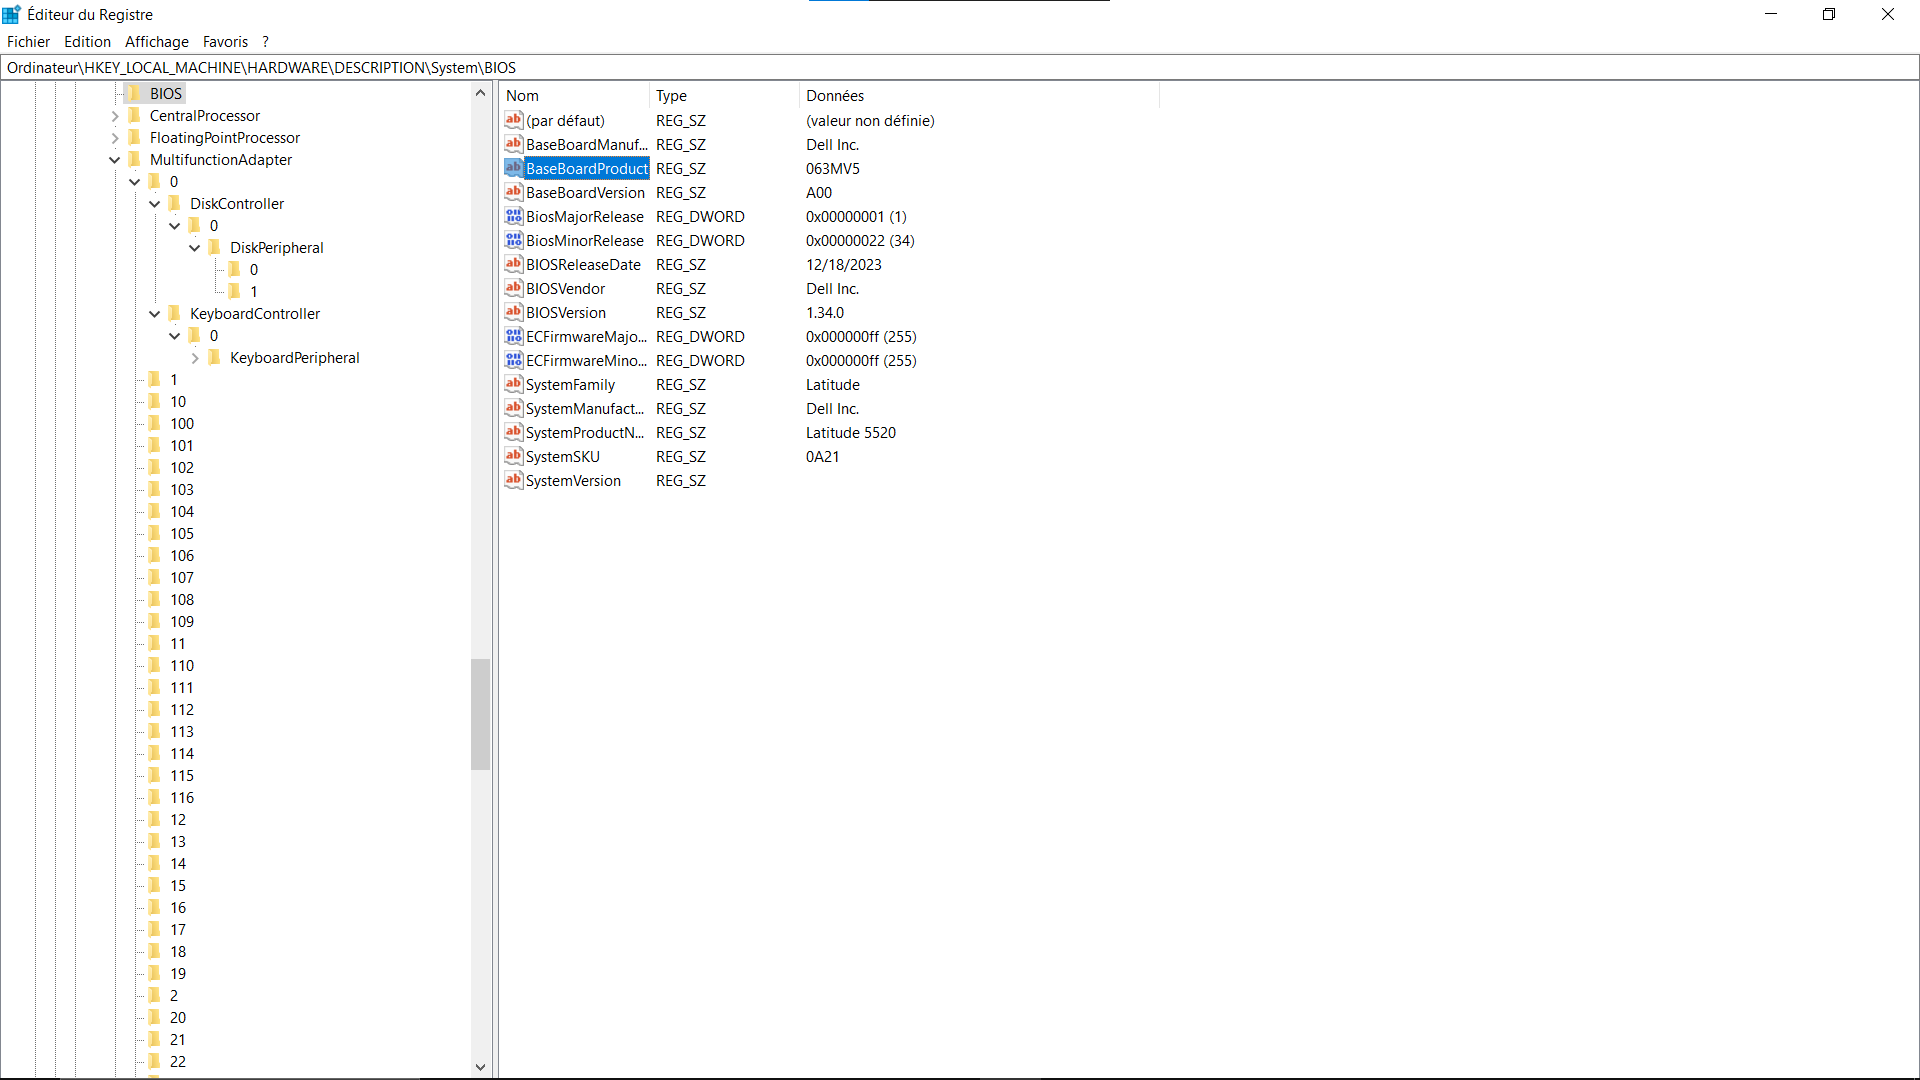 Éditeur du Registre
Fichier Edition Affichage Favoris ?
Ordinateur\HKEY_LOCAL_MACHINE\HARDWARE\DESCRIPTION\System\BIOS
BIOS
CentralProcessor
FloatingPointProcessor
MultifunctionAdapter
0
DiskController
0
DiskPeripheral
0
1
KeyboardController
0
KeyboardPeripheral
1
10
100
101
102
103
104
105
106
107
108
109
11
110
111
112
113
114
115
116
12
13
14
15
16
17
18
19
2
20
21
22
Nom Type Données
(par défaut) REG_SZ (valeur non définie)
BaseBoardManuf... REG_SZ Dell Inc.
BaseBoardProduct REG_SZ 063MV5
BaseBoardVersion REG_SZ A00
BiosMajorRelease REG_DWORD 0x00000001 (1)
BiosMinorRelease REG_DWORD 0x00000022 (34)
BIOSReleaseDate REG_SZ 12/18/2023
BIOSVendor REG_SZ Dell Inc.
BIOSVersion REG_SZ 1.34.0
ECFirmwareMajo... REG_DWORD 0x000000ff (255)
ECFirmwareMino... REG_DWORD 0x000000ff (255)
SystemFamily REG_SZ Latitude
SystemManufact... REG_SZ Dell Inc.
SystemProductN... REG_SZ Latitude 5520
SystemSKU REG_SZ 0A21
SystemVersion REG_SZ